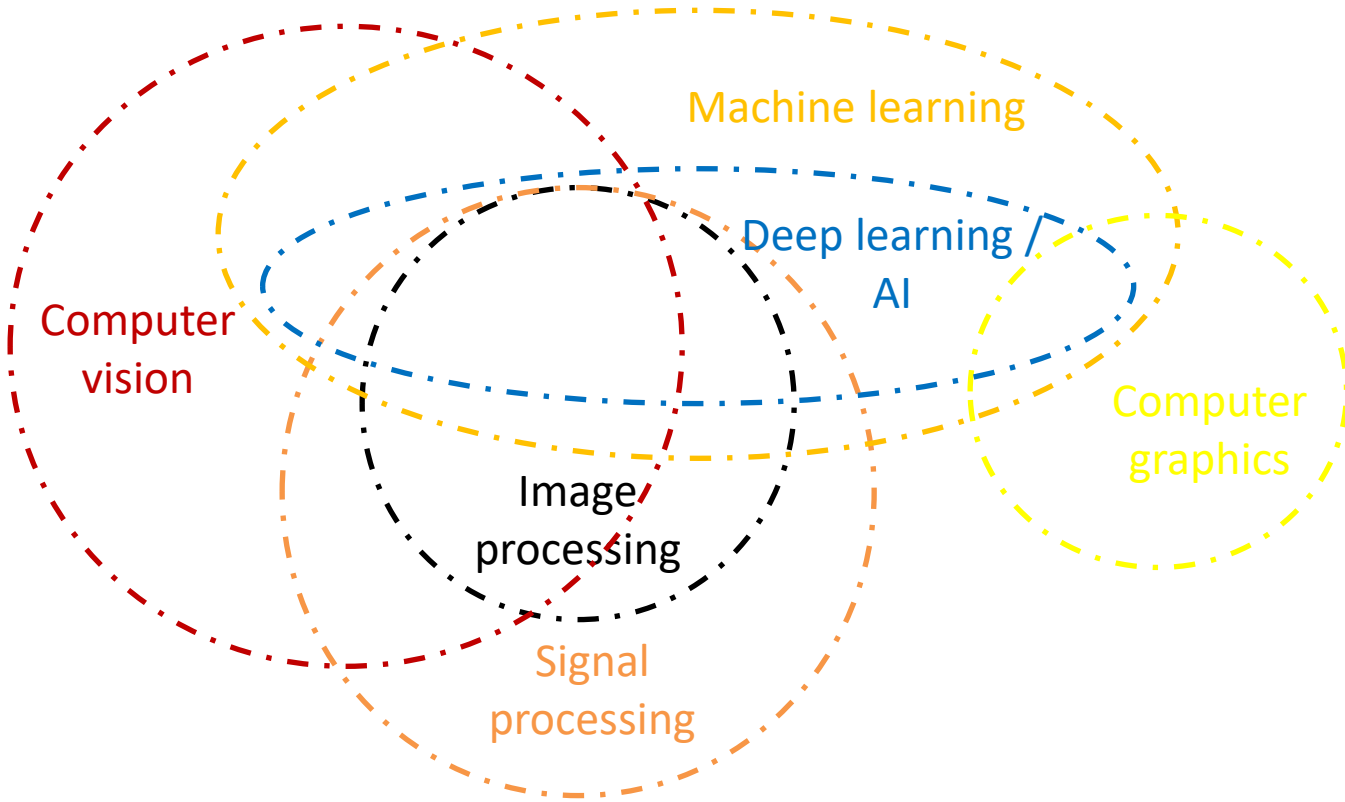 Machine learning
Deep learning /
AI
Computer
vision
Computer
graphics
Image
processing
Signal
processing